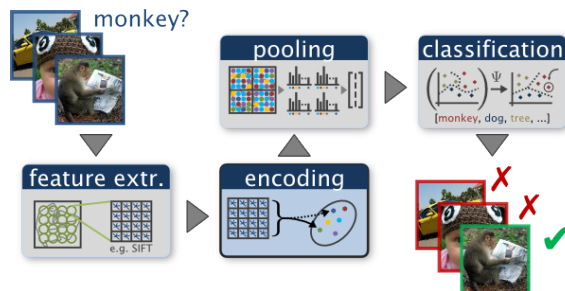 monkey?
pooling
classification
Ψ
[monkey, dog, tree, ...]
feature extr.
encoding
e.g. SIFT